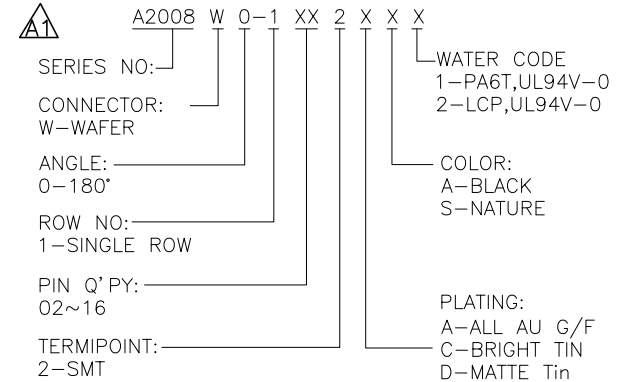 A1
A2008 W 0-1 XX 2 X X X
SERIES NO:
CONNECTOR:
W-WAFER
ANGLE:
0-180°
ROW NO:
1-SINGLE ROW
PIN Q'PY:
02~16
TERMIPOINT:
2-SMT
WATER CODE
1-PA6T,UL94V-0
2-LCP,UL94V-0
COLOR:
A-BLACK
S-NATURE
PLATING:
A-ALL AU G/F
C-BRIGHT TIN
D-MATTE Tin